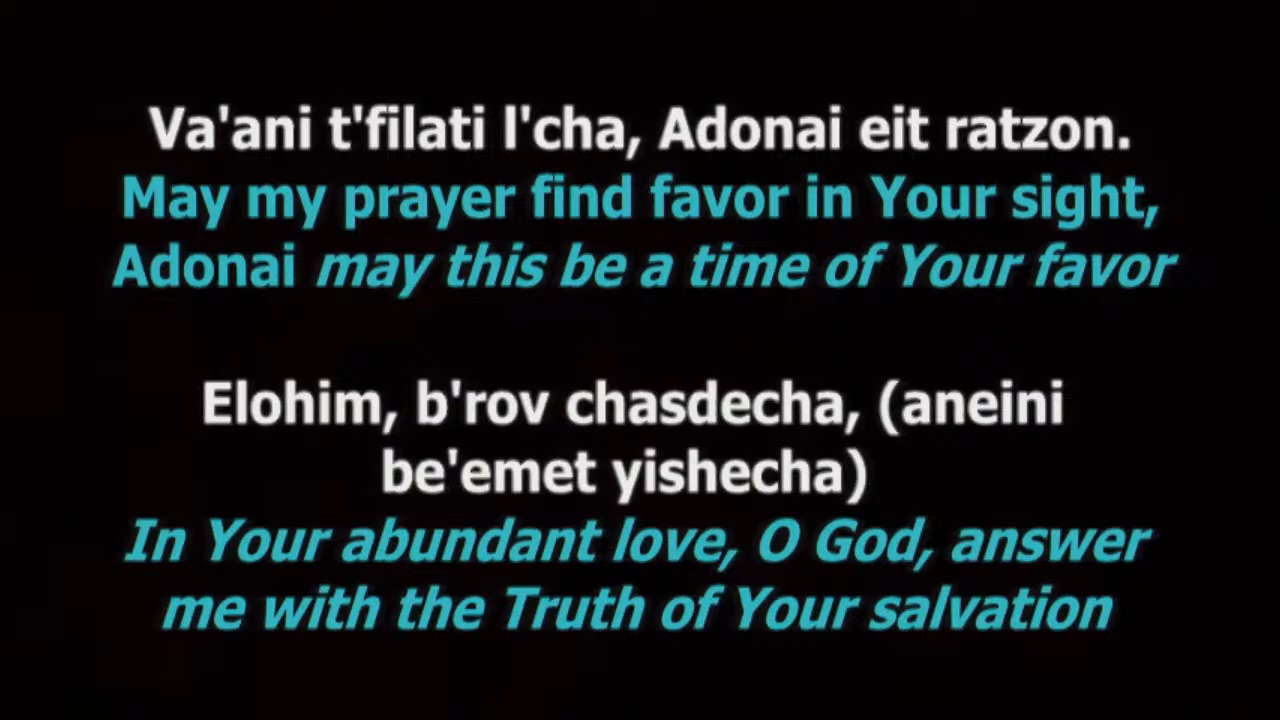 Va'ani t'filati l'cha, Adonai eit ratzon.
May my prayer find favor in Your sight,
Adonai may this be a time of Your favor
Elohim, b'rov chasdecha, (aneini
be'emet yishecha)
In Your abundant love, O God, answer
me with the Truth of Your salvation